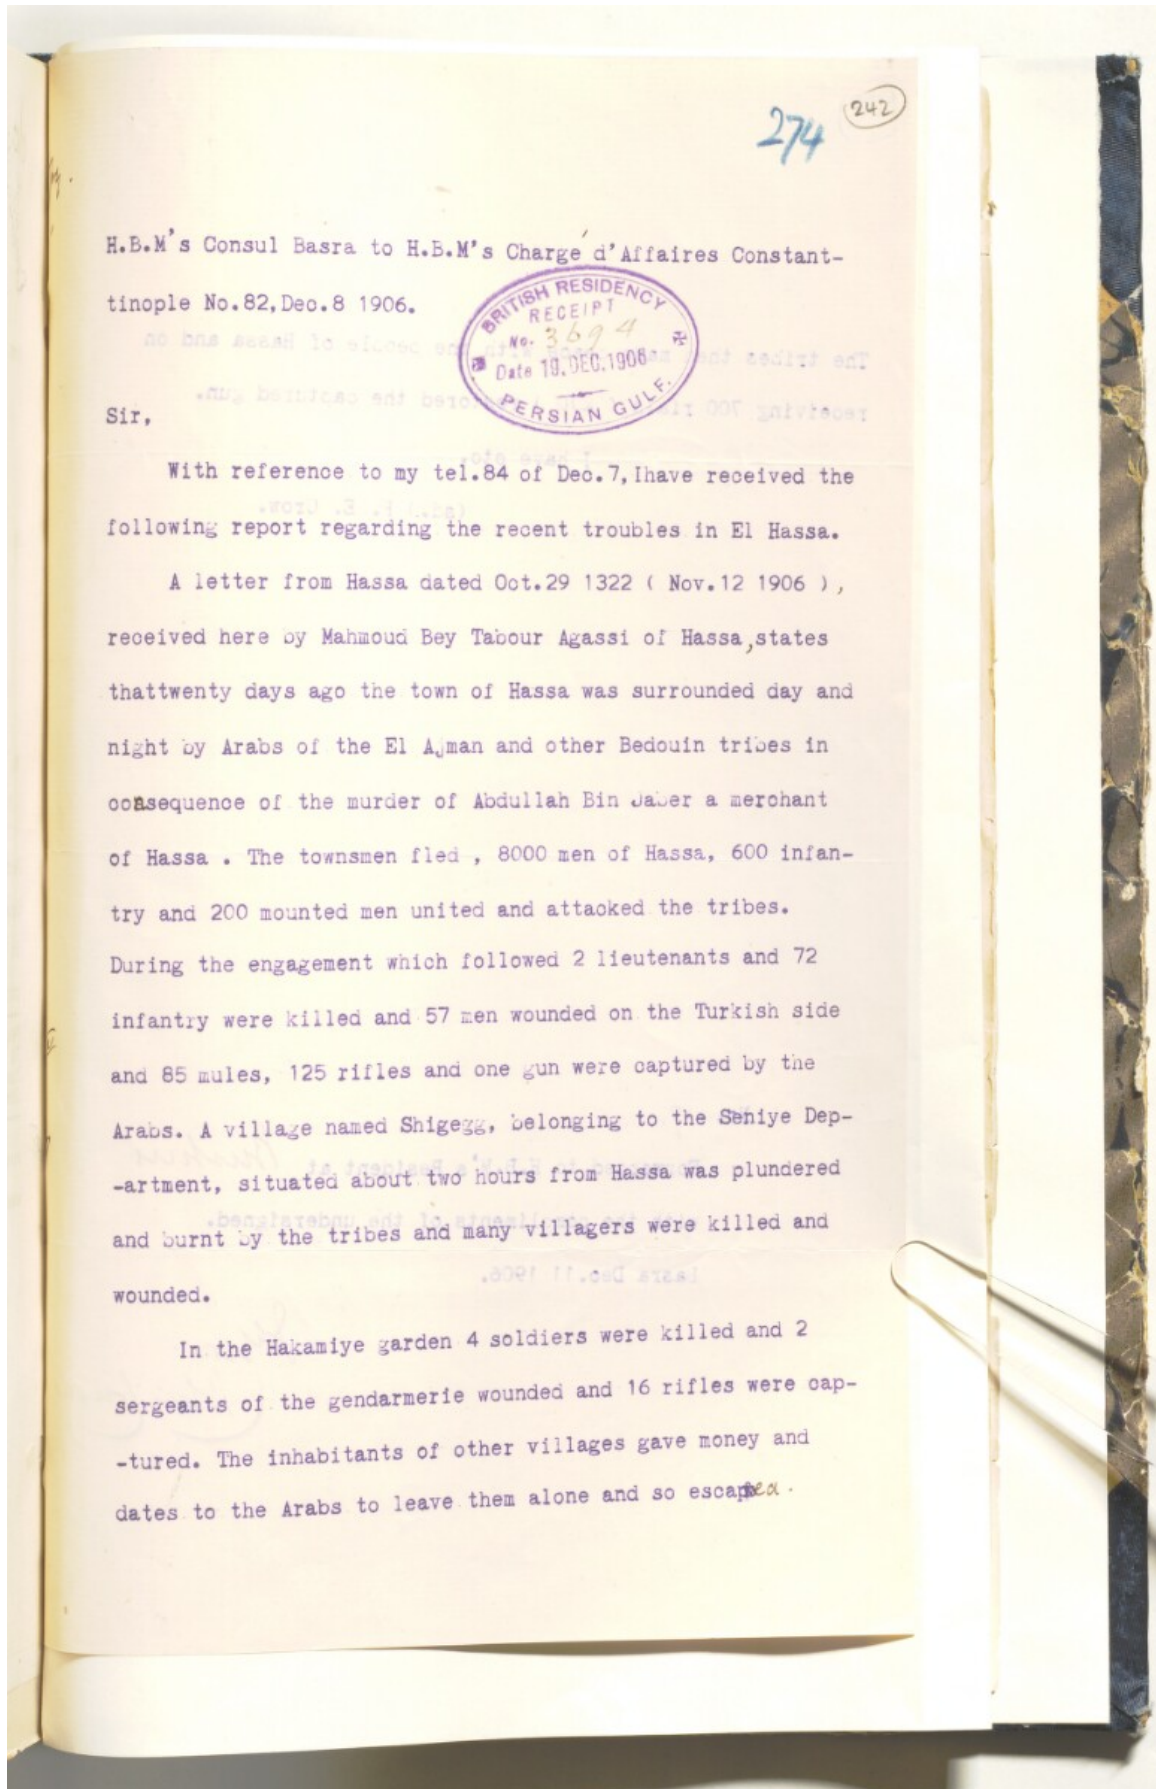 242
274
H.B.M's Consul Basra to H.B.M's Chargé d'Affaires Constant-
tinople No.82,Dec.8 1906.
BRITISH RESIDENCY
RECEIPT
No. 3694
Date 19.DEC.1906
PERSIAN GULF.
Sir,
With reference to my tel.84 of Dec.7,Ihave received the
following report regarding the recent troubles in El Hassa.
A letter from Hassa dated Oct.29 1322 ( Nov.12 1906 ),
received here by Mahmoud Bey Tabour Agassi of Hassa,states
thattwenty days ago the town of Hassa was surrounded day and
night by Arabs of the El Ajman and other Bedouin tribes in
consequence of the murder of Abdullah Bin Jaber a merchant
of Hassa . The townsmen fled , 8000 men of Hassa, 600 infan-
try and 200 mounted men united and attacked the tribes.
During the engagement which followed 2 lieutenants and 72
infantry were killed and 57 men wounded on the Turkish side
and 85 mules, 125 rifles and one gun were captured by the
Arabs. A village named Shigegg, belonging to the Seniye Dep-
-artment, situated about two hours from Hassa was plundered
and burnt by the tribes and many villagers were killed and
wounded.
In the Hakamiye garden 4 soldiers were killed and 2
sergeants of the gendarmerie wounded and 16 rifles were cap-
-tured. The inhabitants of other villages gave money and
dates to the Arabs to leave them alone and so escaped.